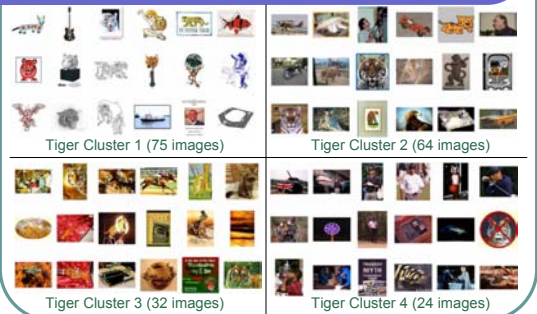 Tiger Cluster 1 (75 images)
Tiger Cluster 2 (64 images)
Tiger Cluster 3 (32 images)
Tiger Cluster 4 (24 images)